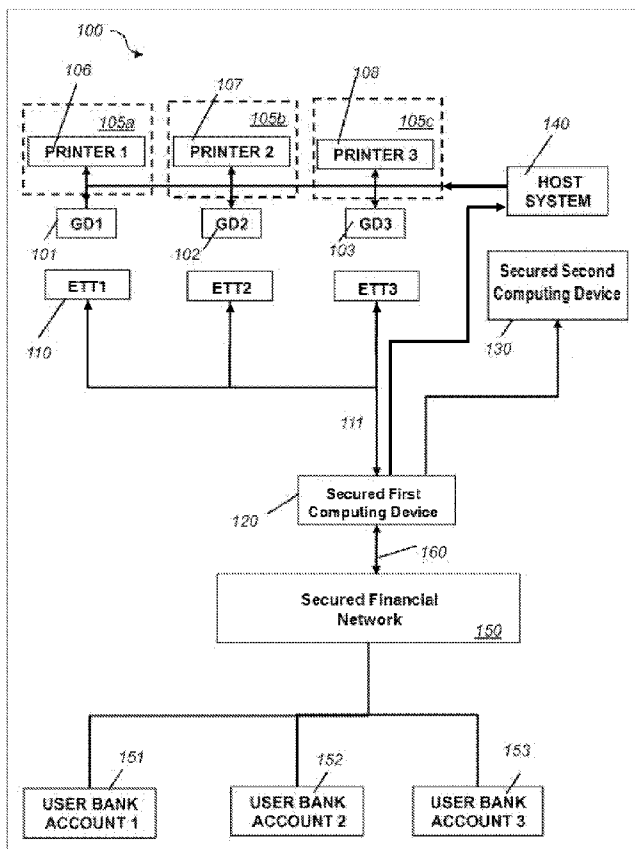 100
106
107
108
105a
105b
105c
140
PRINTER 1
PRINTER 2
PRINTER 3
HOST
SYSTEM
GD1
GD2
GD3
101
102
103
ETT1
ETT2
ETT3
Secured Second
Computing Device
110
130
111
Secured First
Computing Device
120
160
Secured Financial
Network
150
151
152
153
USER BANK
ACCOUNT 1
USER BANK
ACCOUNT 2
USER BANK
ACCOUNT 3